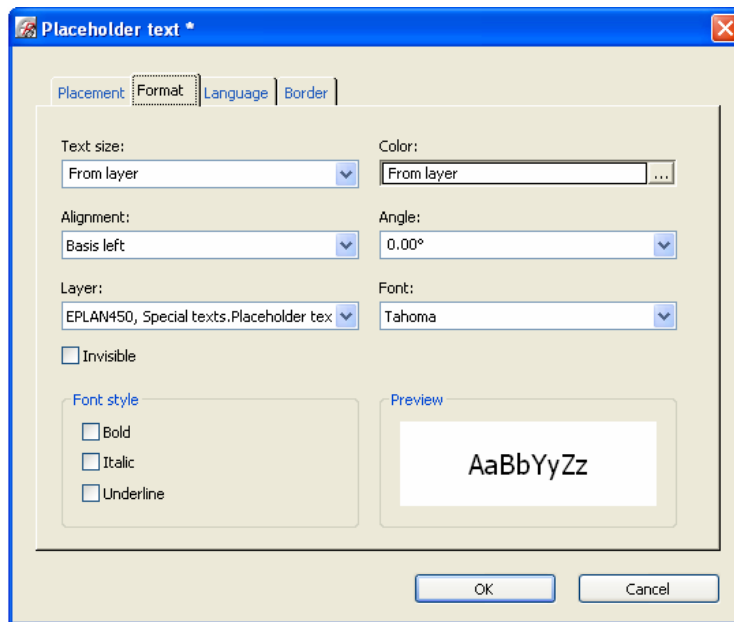 Placeholder text *
Placement Format Language Border
Text size: Color:
From layer From layer ...
Alignment: Angle:
Basis left 0.00°
Layer: Font:
EPLAN450, Special texts.Placeholder tex Tahoma
Invisible
Font style Preview
Bold
Italic AaBbYyZz
Underline
OK Cancel